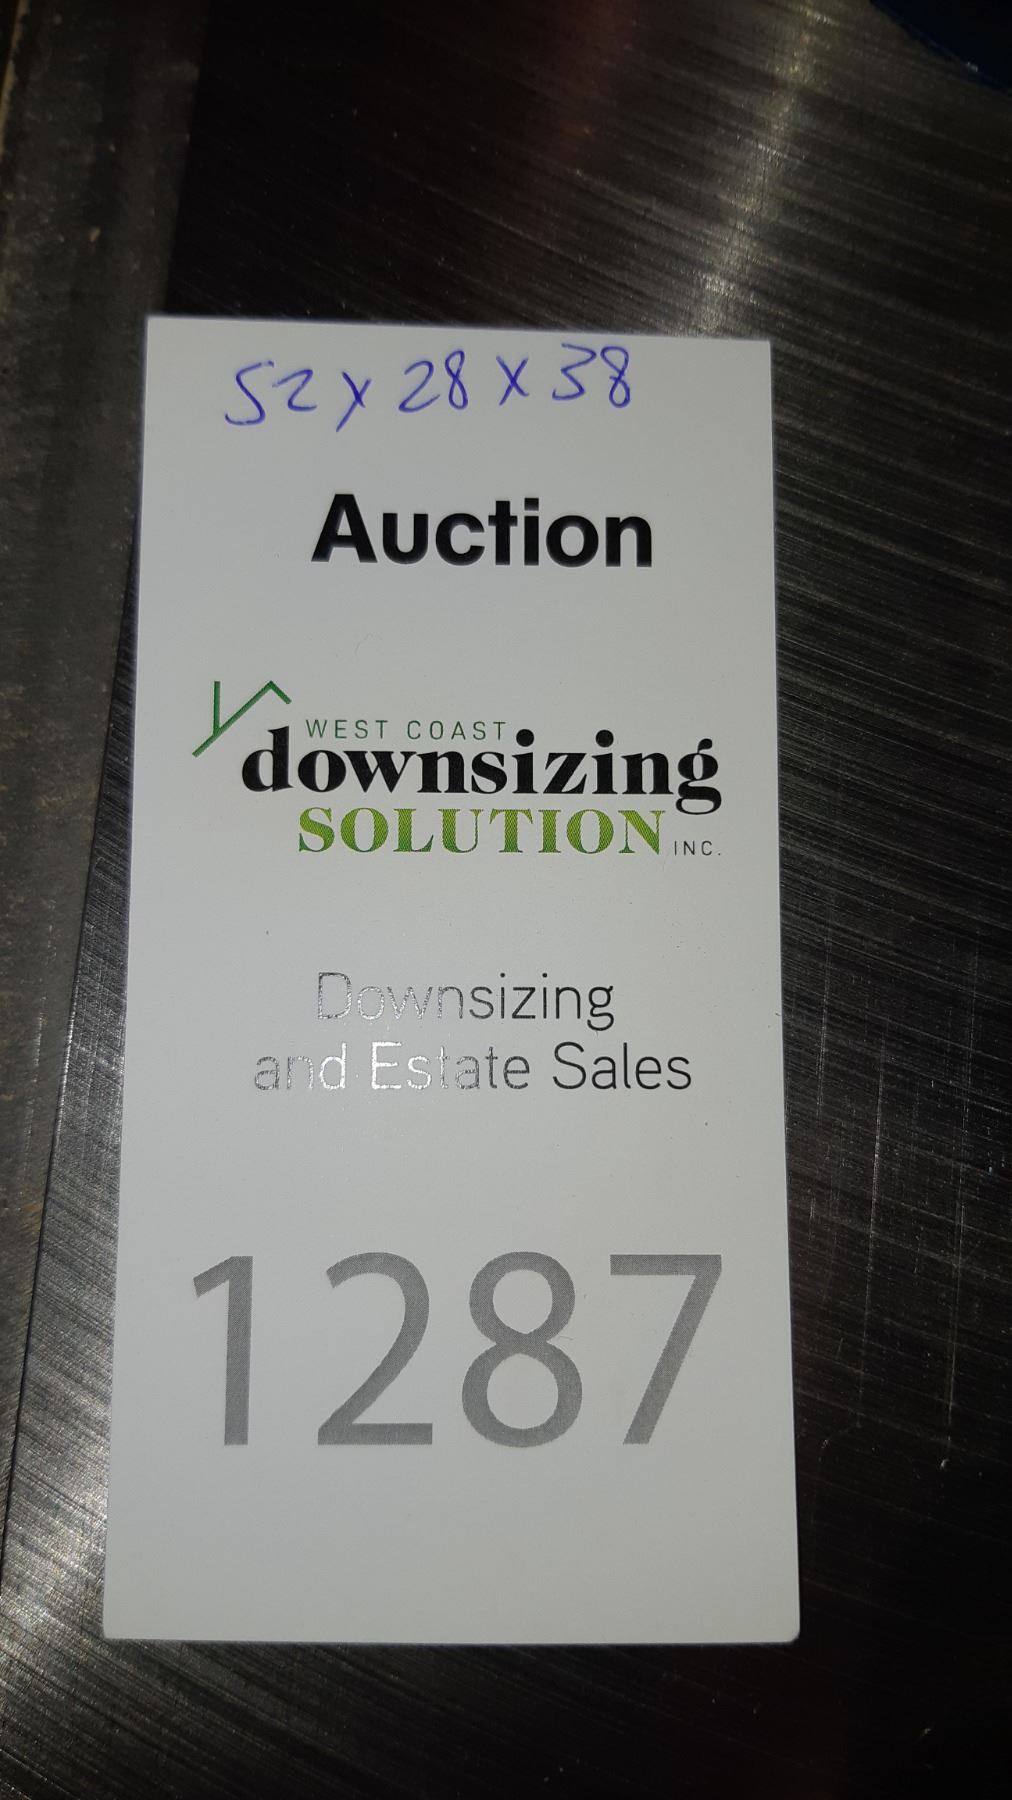 52 x 28 x 38
Auction
WEST COAST
downsizing
SOLUTION INC.
Downsizing
and Estate Sales
1287